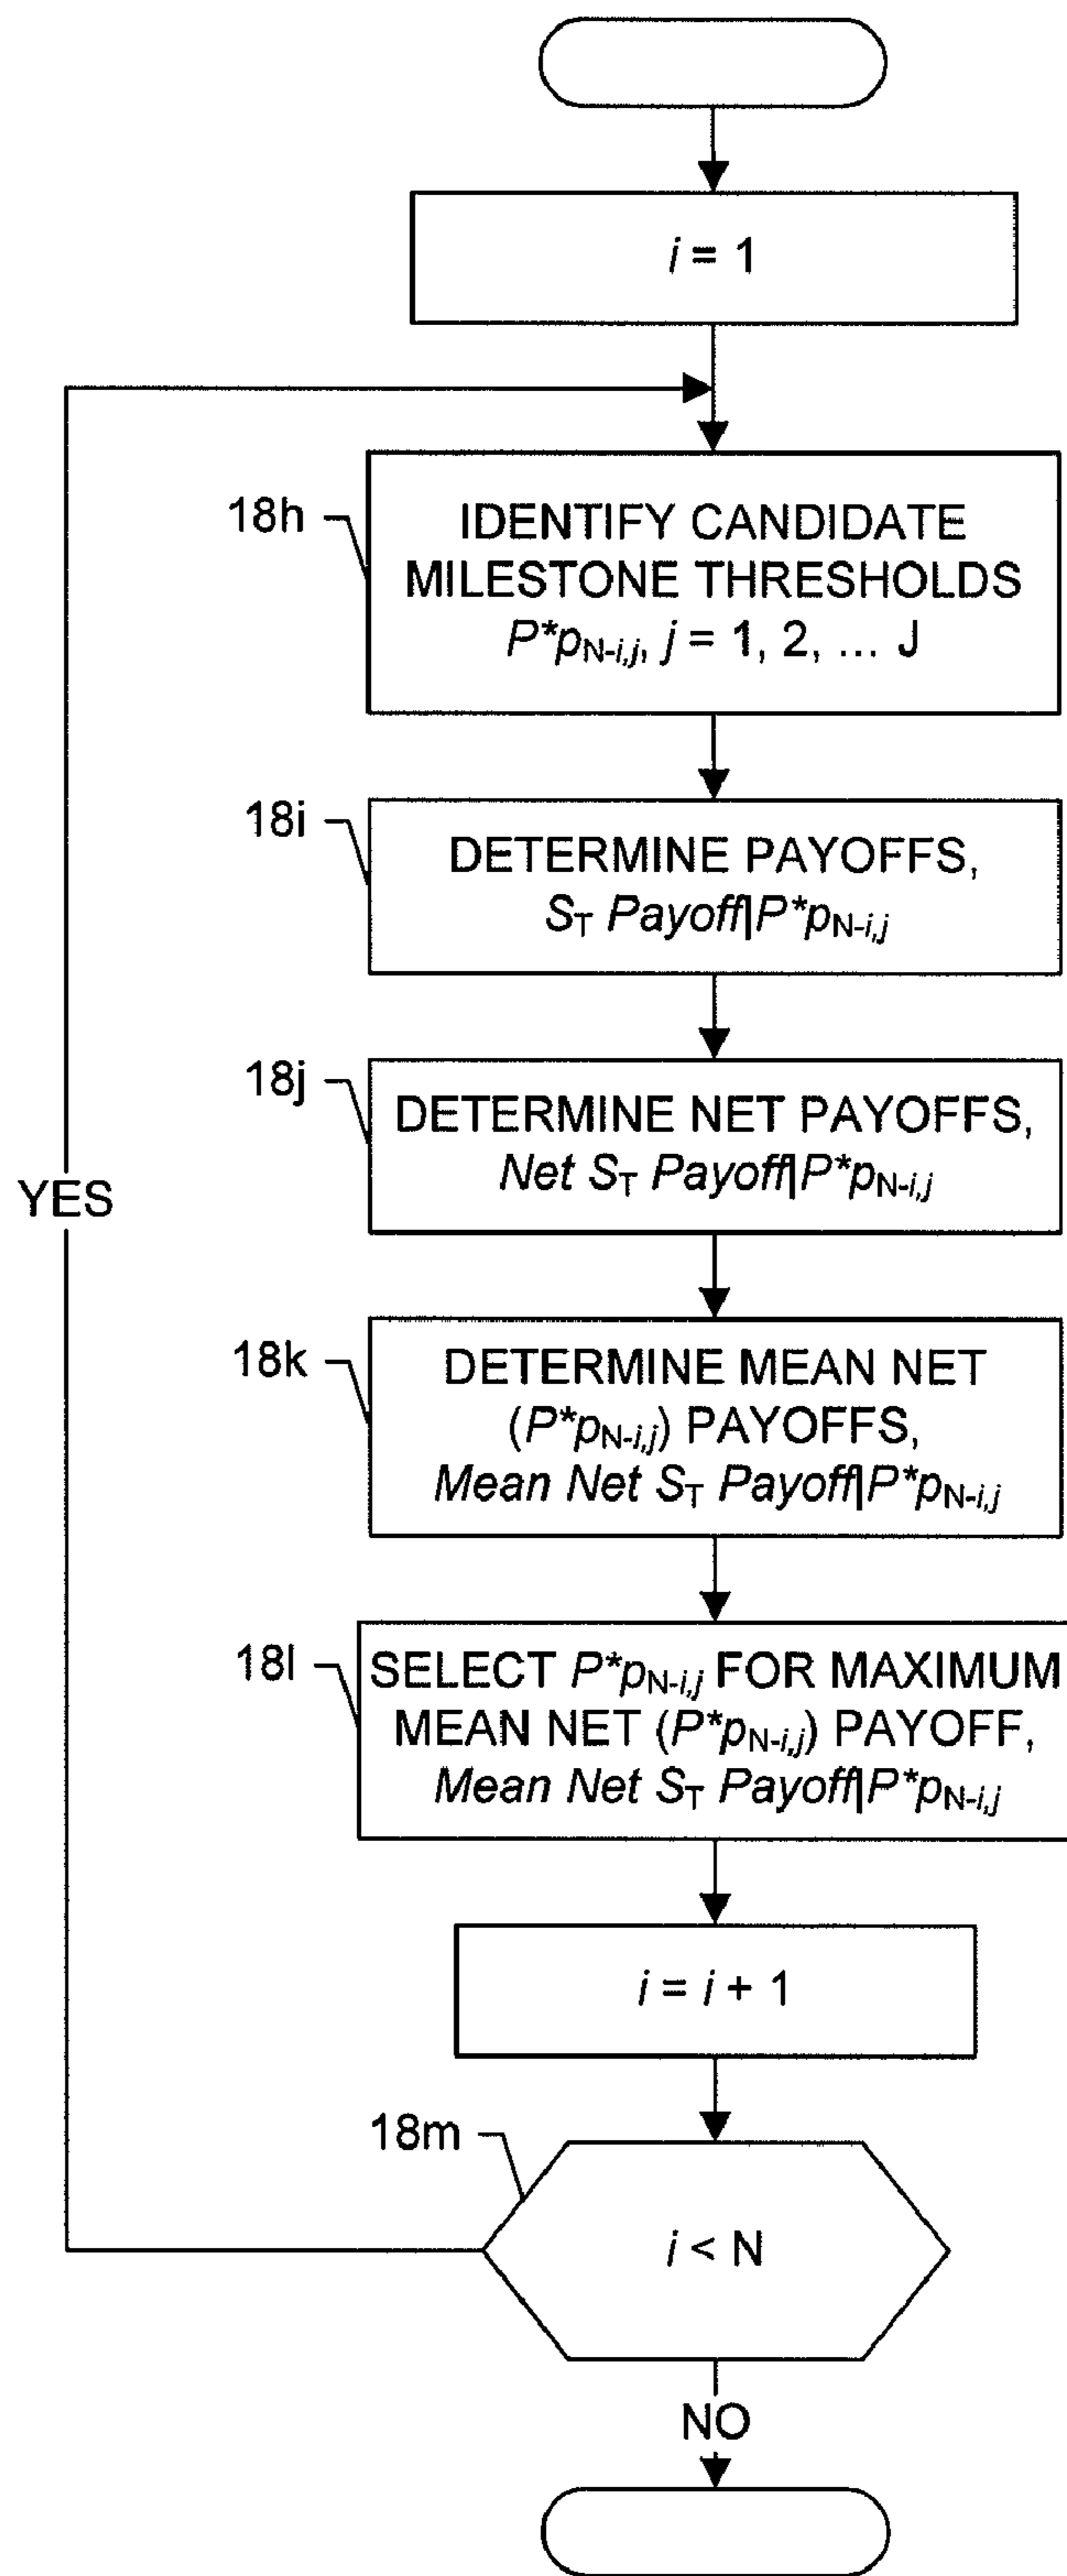 i = 1
18h
IDENTIFY CANDIDATE
MILESTONE THRESHOLDS
P*pN-i,j, j = 1, 2, ... J
18i
DETERMINE PAYOFFS,
ST Payoff|P*pN-i,j
18j
DETERMINE NET PAYOFFS,
Net ST Payoff|P*pN-i,j
YES
18k
DETERMINE MEAN NET
(P*pN-i,j) PAYOFFS,
Mean Net ST Payoff|P*pN-i,j
18l
SELECT P*pN-i,j FOR MAXIMUM
MEAN NET (P*pN-i,j) PAYOFF,
Mean Net ST Payoff|P*pN-i,j
i = i + 1
18m
i < N
NO